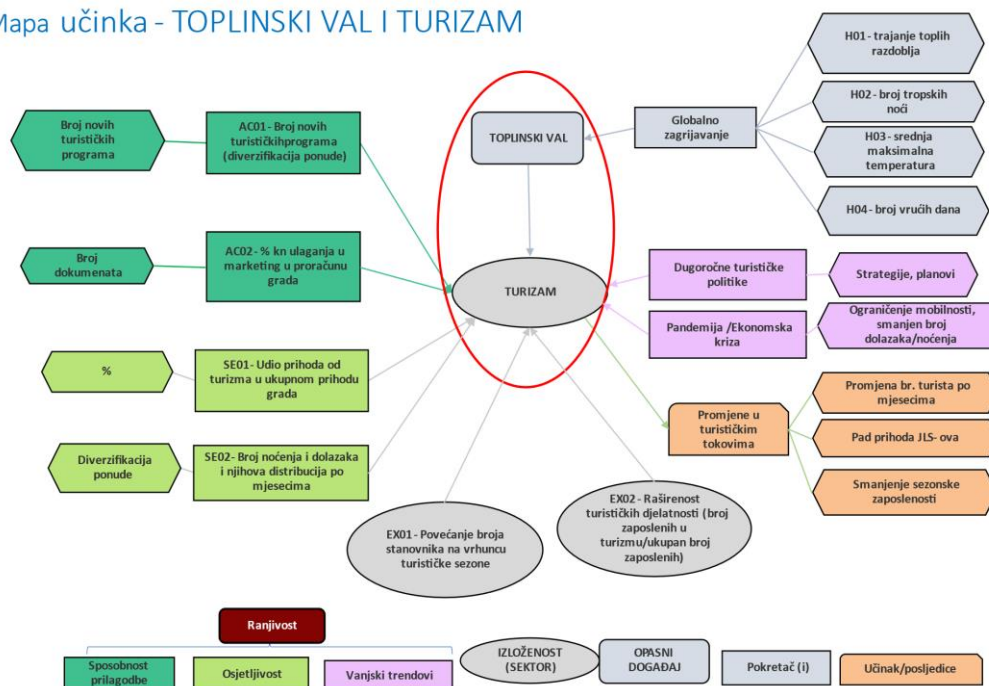 Mapa učinka - TOPLINSKI VAL I TURIZAM
Broj novih
turističkih
programa
AC01- Broj novih
turističkihprograma
(diverzifikacija ponude)
TOPLINSKI VAL
Globalno
zagrijavanje
H01- trajanje toplih
razdoblja
H02- broj tropskih
noći
H03- srednja
maksimalna
temperatura
H04- broj vrućih dana
Broj
dokumenata
AC02- % kn ulaganja u
marketing u proračunu
grada
TURIZAM
Dugoročne turističke
politike
Strategije, planovi
Pandemija /Ekonomska
kriza
Ograničenje mobilnosti,
smanjen broj
dolazaka/noćenja
%
SE01- Udio prihoda od
turizma u ukupnom prihodu
grada
Diverzifikacija
ponude
SE02- Broj noćenja i dolazaka
i njihova distribucija po
mjesecima
Promjene u
turističkim
tokovima
Promjena br. turista po
mjesecima
Pad prihoda JLS- ova
Smanjenje sezonske
zaposlenosti
EX01- Povećanje broja
stanovnika na vrhuncu
turističke sezone
EX02- Raširenost
turističkih djelatnosti (broj
zaposlenih u
turizmu/ukupan broj
zaposlenih)
Ranjivost
Sposobnost
prilagodbe
Osjetljivost
Vanjski trendovi
IZLOŽENOST
(SEKTOR)
OPASNI
DOGAĐAJ
Pokretač (i)
Učinak/posljedice